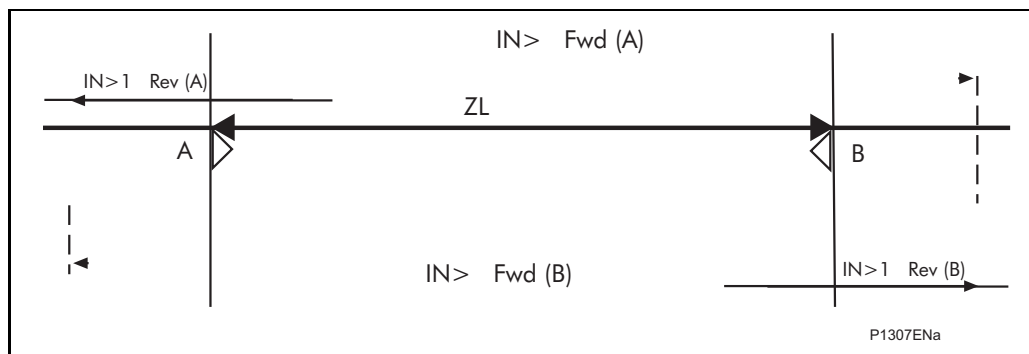 IN> Fwd (A)
IN>1 Rev (A)
ZL
A
B
IN> Fwd (B)
IN>1 Rev (B)
P1307ENa